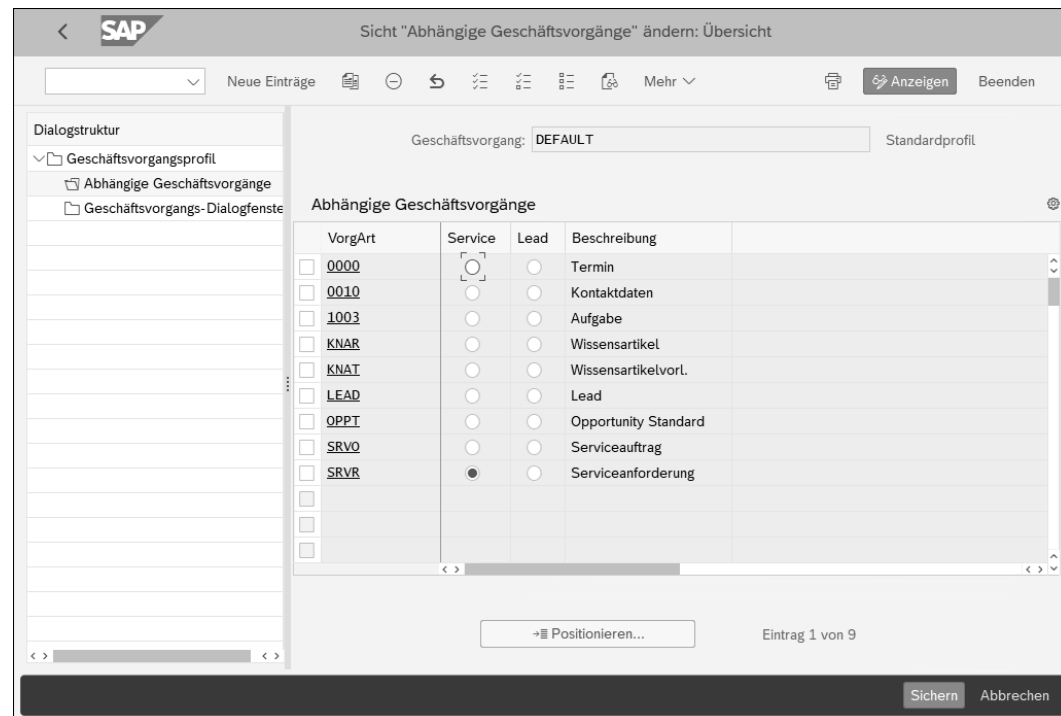 SAP Sicht "Abhängige Geschäftsvorgänge" ändern: Übersicht
Neue Einträge Mehr Anzeigen Beenden
Dialogstruktur
Geschäftsvorgangsprofil
Abhängige Geschäftsvorgänge
Geschäftsvorgangs-Dialogfenste
Geschäftsvorgang: DEFAULT Standardprofil
Abhängige Geschäftsvorgänge
VorgArt Service Lead Beschreibung
0000 Termin
0010 Kontaktdaten
1003 Aufgabe
KNAR Wissensartikel
KNAT Wissensartikelvorl.
LEAD Lead
OPPT Opportunity Standard
SRVO Serviceauftrag
SRVR Serviceanforderung
Positionieren... Eintrag 1 von 9
Sichern Abbrechen